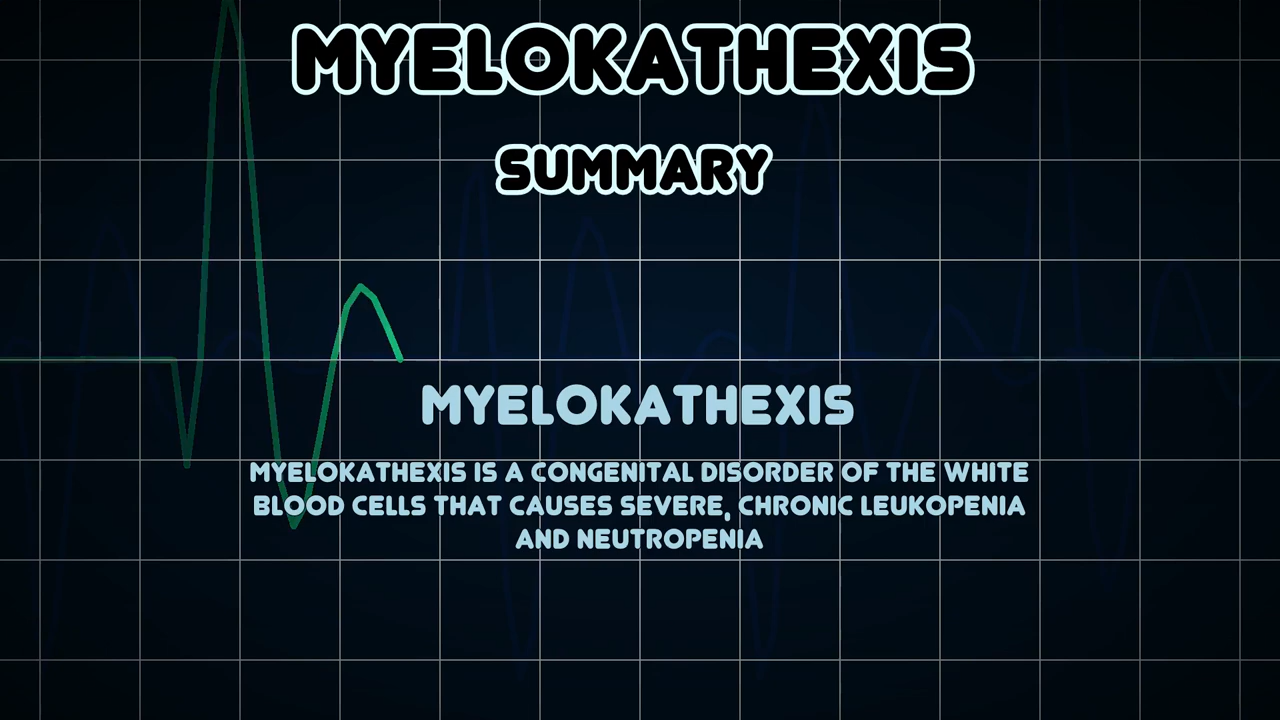 MYELOKATHEXIS
SUMMARY
MYELOKATHEXIS
MYELOKATHEXIS IS A CONGENITAL DISORDER OF THE WHITE
BLOOD CELLS THAT CAUSES SEVERE, CHRONIC LEUKOPENIA
AND NEUTROPENIA